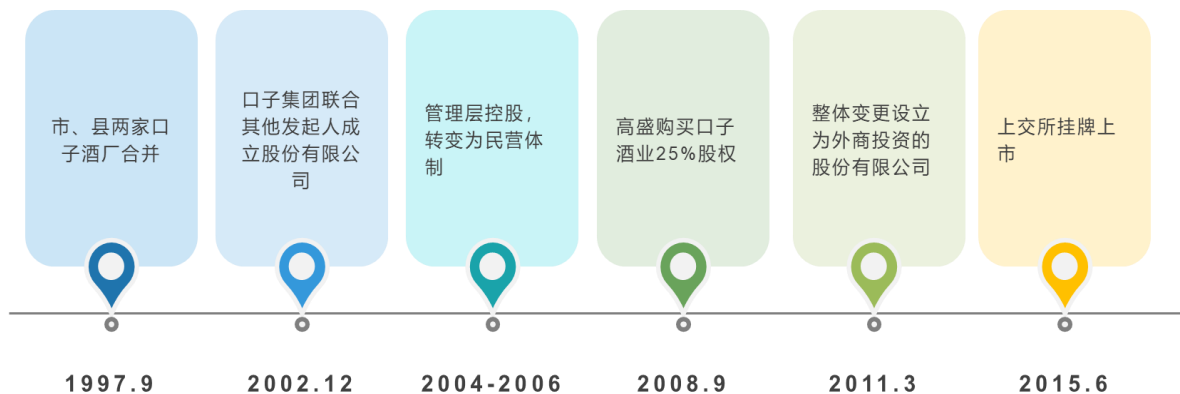 市、县两家口
子酒厂合并
口子集团联合
其他发起人成
立股份有限公
司
管理层控股，
转变为民营体
制
高盛购买口子
酒业25%股权
整体变更设立
为外商投资的
股份有限公司
上交所挂牌上
市
1997.9
2002.12
2004-2006
2008.9
2011.3
2015.6